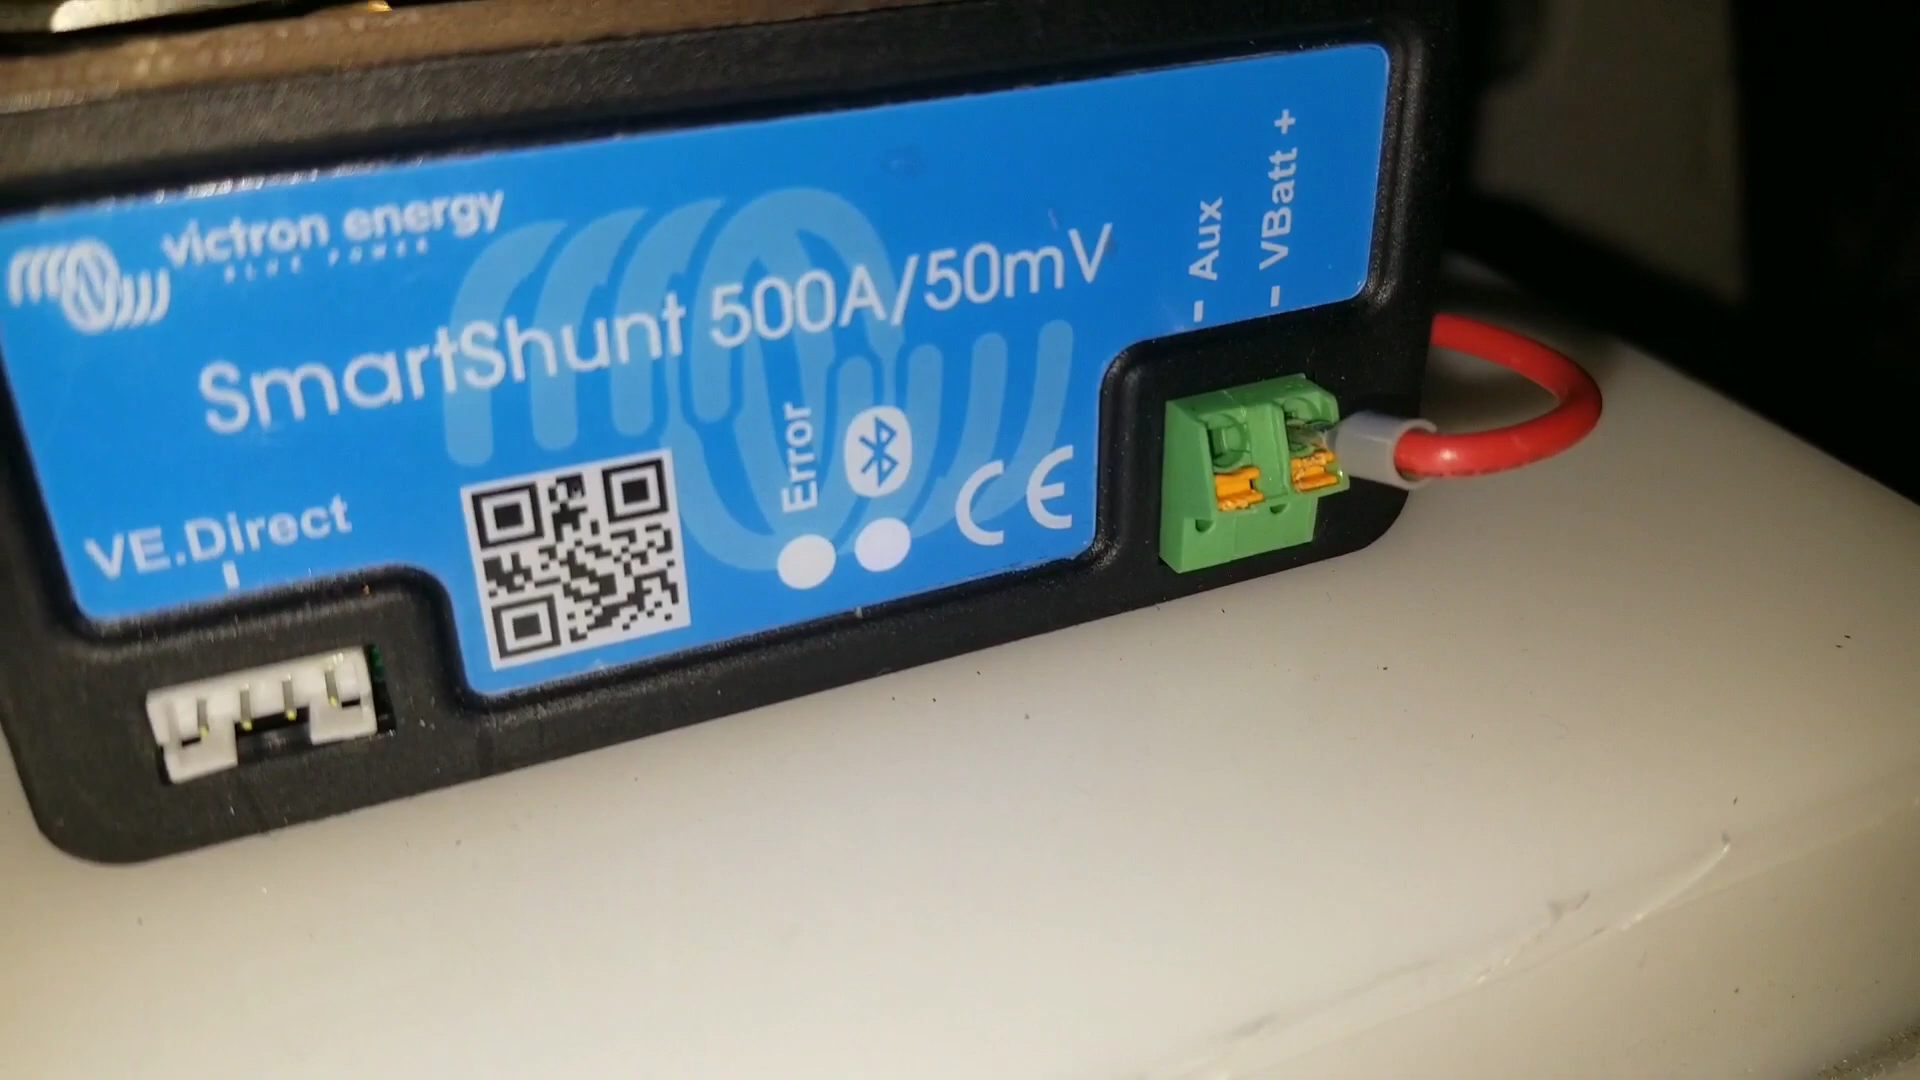 victron energy
BLUE POWER
SmartShunt 500A/50mV
Aux
VBatt +
Error
CE
VE.Direct